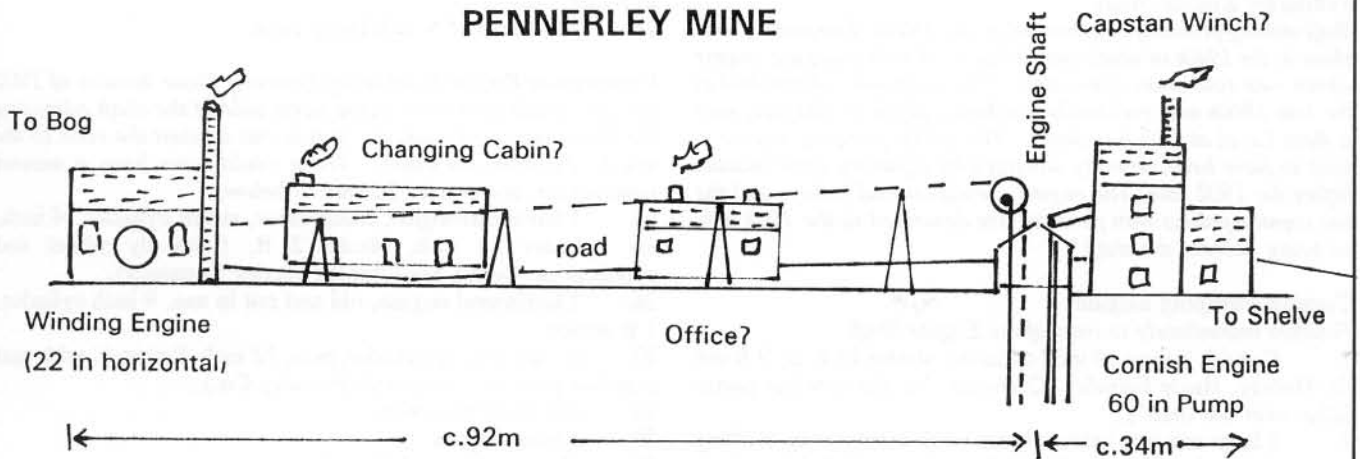 PENNERLEY MINE
Engine Shaft
Capstan Winch?
To Bog
Changing Cabin?
road
Winding Engine
(22 in horizontal)
Office?
To Shelve
Cornish Engine
60 in Pump
c.92m
c.34m